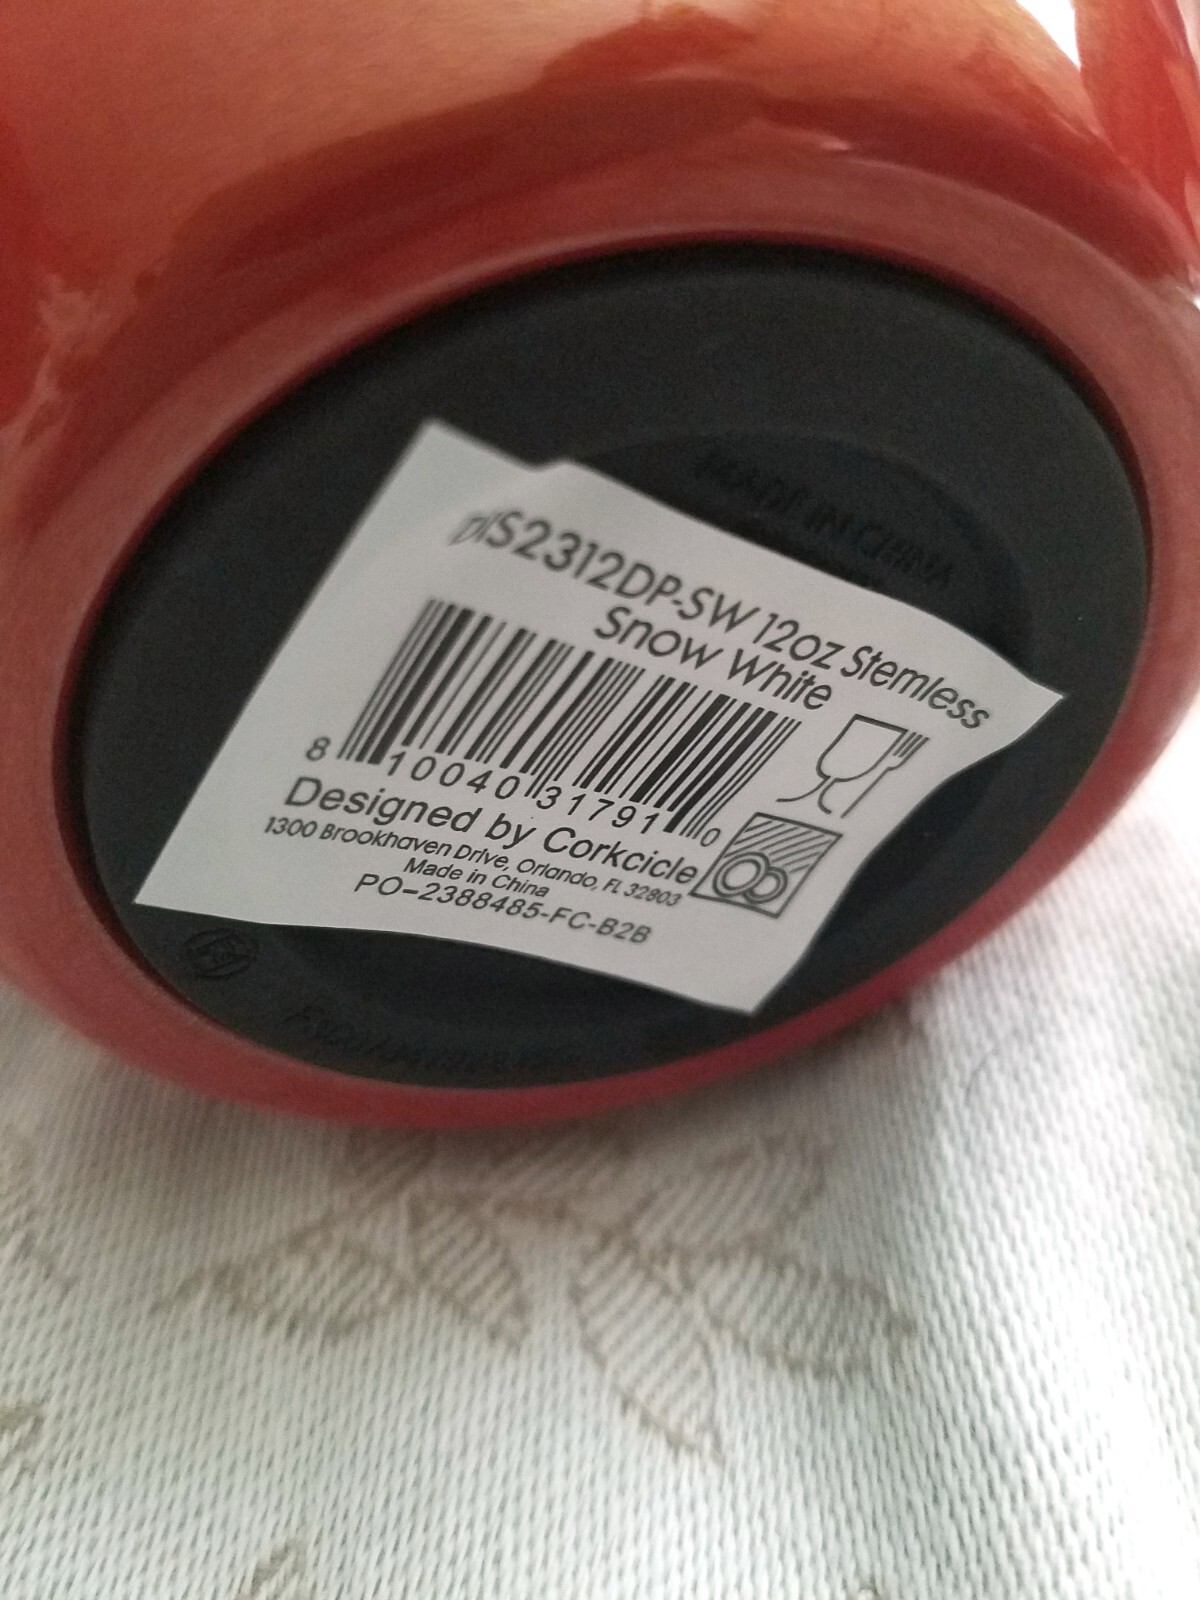 MADE IN CHINA
S2312DP-SW 12oz Stemless
Snow White
8 10040 31791 0
Designed by Corkcicle
1300 Brookhaven Drive, Orlando, FL 32803
Made in China
PO-2388485-FC-B2B